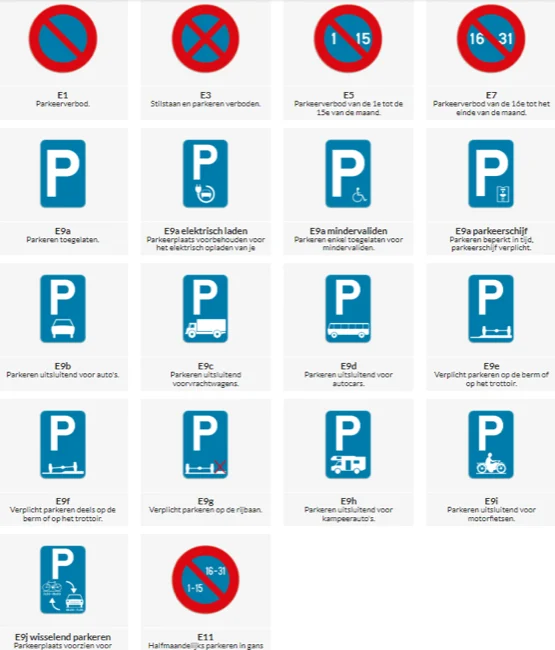 1 15
16 31
E1
Parkeerverbod.
E3
Stilstaan en parkeren verboden.
E5
Parkeerverbod van de 1e tot de
15e van de maand.
E7
Parkeerverbod van de 16e tot het
einde van de maand.
P
P
P
P
E9a
Parkeren toegelaten.
E9a elektrisch laden
Parkeerplaats voorbehouden voor
het elektrisch opladen van je
E9a mindervaliden
Parkeren enkel toegelaten voor
mindervaliden.
E9a parkeerschijf
Parkeren beperkt in tijd,
parkeerschijf verplicht.
P
P
P
P
E9b
Parkeren uitsluitend voor auto's.
E9c
Parkeren uitsluitend
voorvrachtwagens.
E9d
Parkeren uitsluitend voor
autocars.
E9e
Verplicht parkeren op de berm of
op het trottoir.
P
P
P
P
E9f
Verplicht parkeren deels op de
berm of op het trottoir.
E9g
Verplicht parkeren op de rijbaan.
E9h
Parkeren uitsluitend voor
kampeerauto's.
E9i
Parkeren uitsluitend voor
motorfietsen.
P
16-31
1-15
E9j wisselend parkeren
Parkeerplaats voorzien voor
E11
Halfmaandelijks parkeren in gans